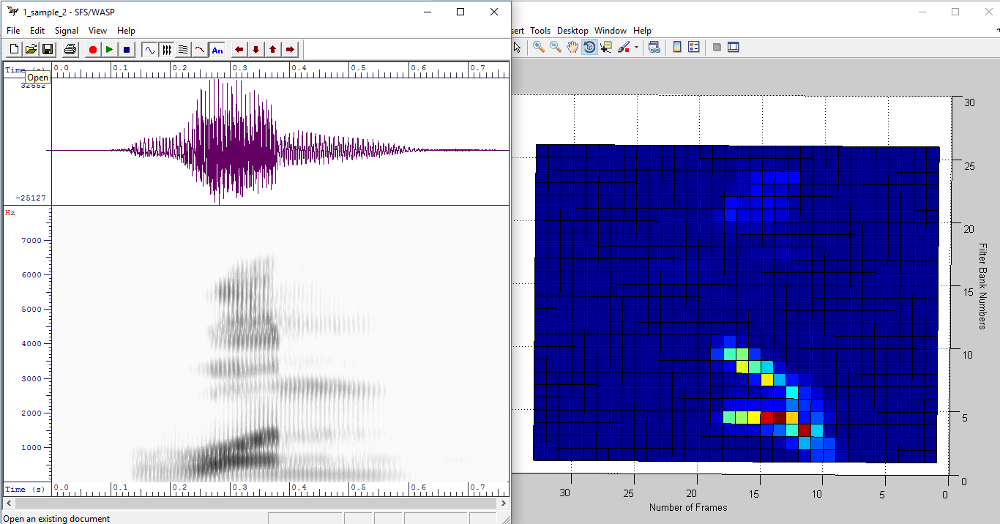 1_sample_2 - SFS/WASP
File Edit Signal View Help
An
Time (s) 0.0 0.1 0.2 0.3 0.4 0.5 0.6 0.7
Open
32552
-25127
Hz
7000
6000
5000
4000
3000
2000
1000
Time (s) 0.0 0.1 0.2 0.3 0.4 0.5 0.6 0.7
Open an existing document
sert Tools Desktop Window Help
30
25
20
15
10
5
0
Filter Bank Numbers
30 25 20 15 10 5 0
Number of Frames